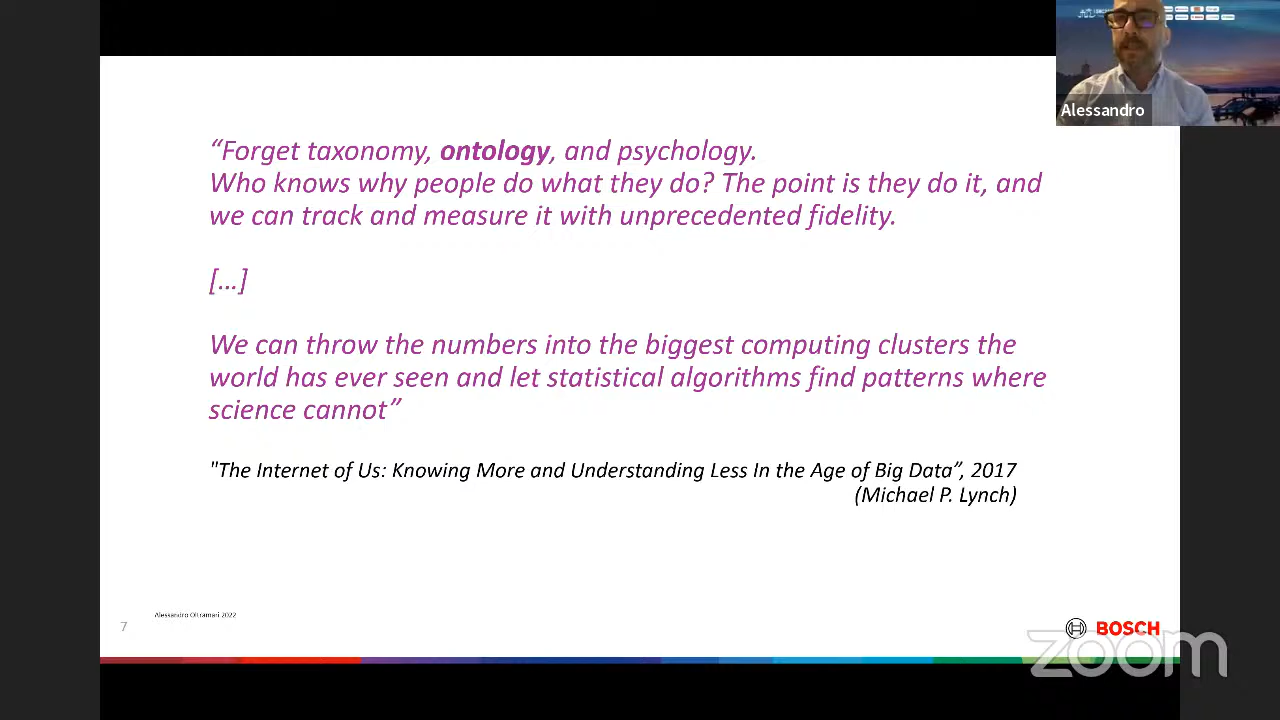 Alessandro
“Forget taxonomy, ontology, and psychology.
Who knows why people do what they do? The point is they do it, and
we can track and measure it with unprecedented fidelity.
[…]
We can throw the numbers into the biggest computing clusters the
world has ever seen and let statistical algorithms find patterns where
science cannot”
"The Internet of Us: Knowing More and Understanding Less In the Age of Big Data”, 2017
(Michael P. Lynch)
Alessandro Oltramari 2022
7
BOSCH
zoom